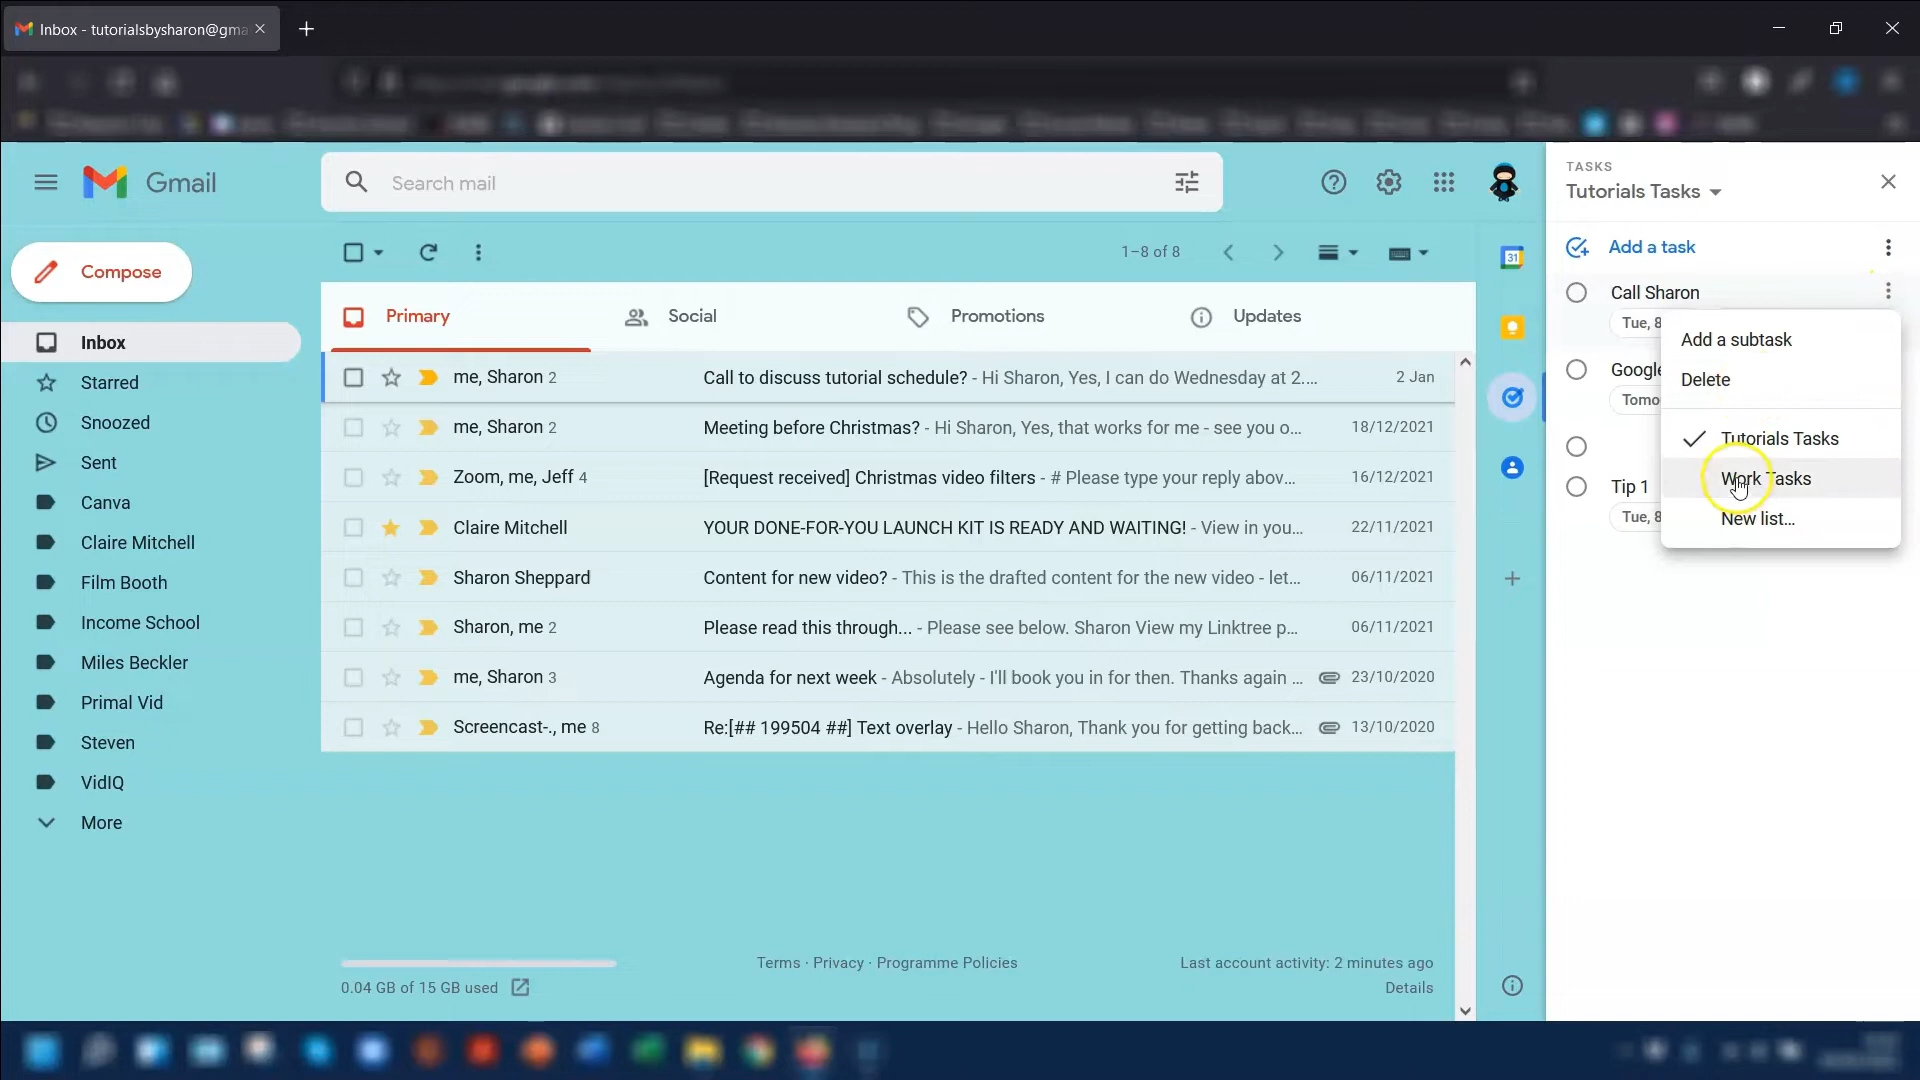 Inbox - tutorialsbysharon@gma
Gmail
Search mail
TASKS
Tutorials Tasks
Compose
1–8 of 8
Add a task
Primary
Social
Promotions
Updates
Call Sharon
Tue, 8
Add a subtask
Delete
Google
Tomo
Tutorials Tasks
Work Tasks
New list...
Tip 1
Tue, 8
Inbox
Starred
Snoozed
Sent
Canva
Claire Mitchell
Film Booth
Income School
Miles Beckler
Primal Vid
Steven
VidIQ
More
me, Sharon 2 Call to discuss tutorial schedule? - Hi Sharon, Yes, I can do Wednesday at 2.... 2 Jan
me, Sharon 2 Meeting before Christmas? - Hi Sharon, Yes, that works for me - see you o... 18/12/2021
Zoom, me, Jeff 4 [Request received] Christmas video filters - # Please type your reply abov... 16/12/2021
Claire Mitchell YOUR DONE-FOR-YOU LAUNCH KIT IS READY AND WAITING! - View in you... 22/11/2021
Sharon Sheppard Content for new video? - This is the drafted content for the new video - let... 06/11/2021
Sharon, me 2 Please read this through... - Please see below. Sharon View my Linktree p... 06/11/2021
me, Sharon 3 Agenda for next week - Absolutely - I'll book you in for then. Thanks again ... 23/10/2020
Screencast-., me 8 Re:[## 199504 ##] Text overlay - Hello Sharon, Thank you for getting back... 13/10/2020
31
Terms · Privacy · Programme Policies
Last account activity: 2 minutes ago
0.04 GB of 15 GB used
Details